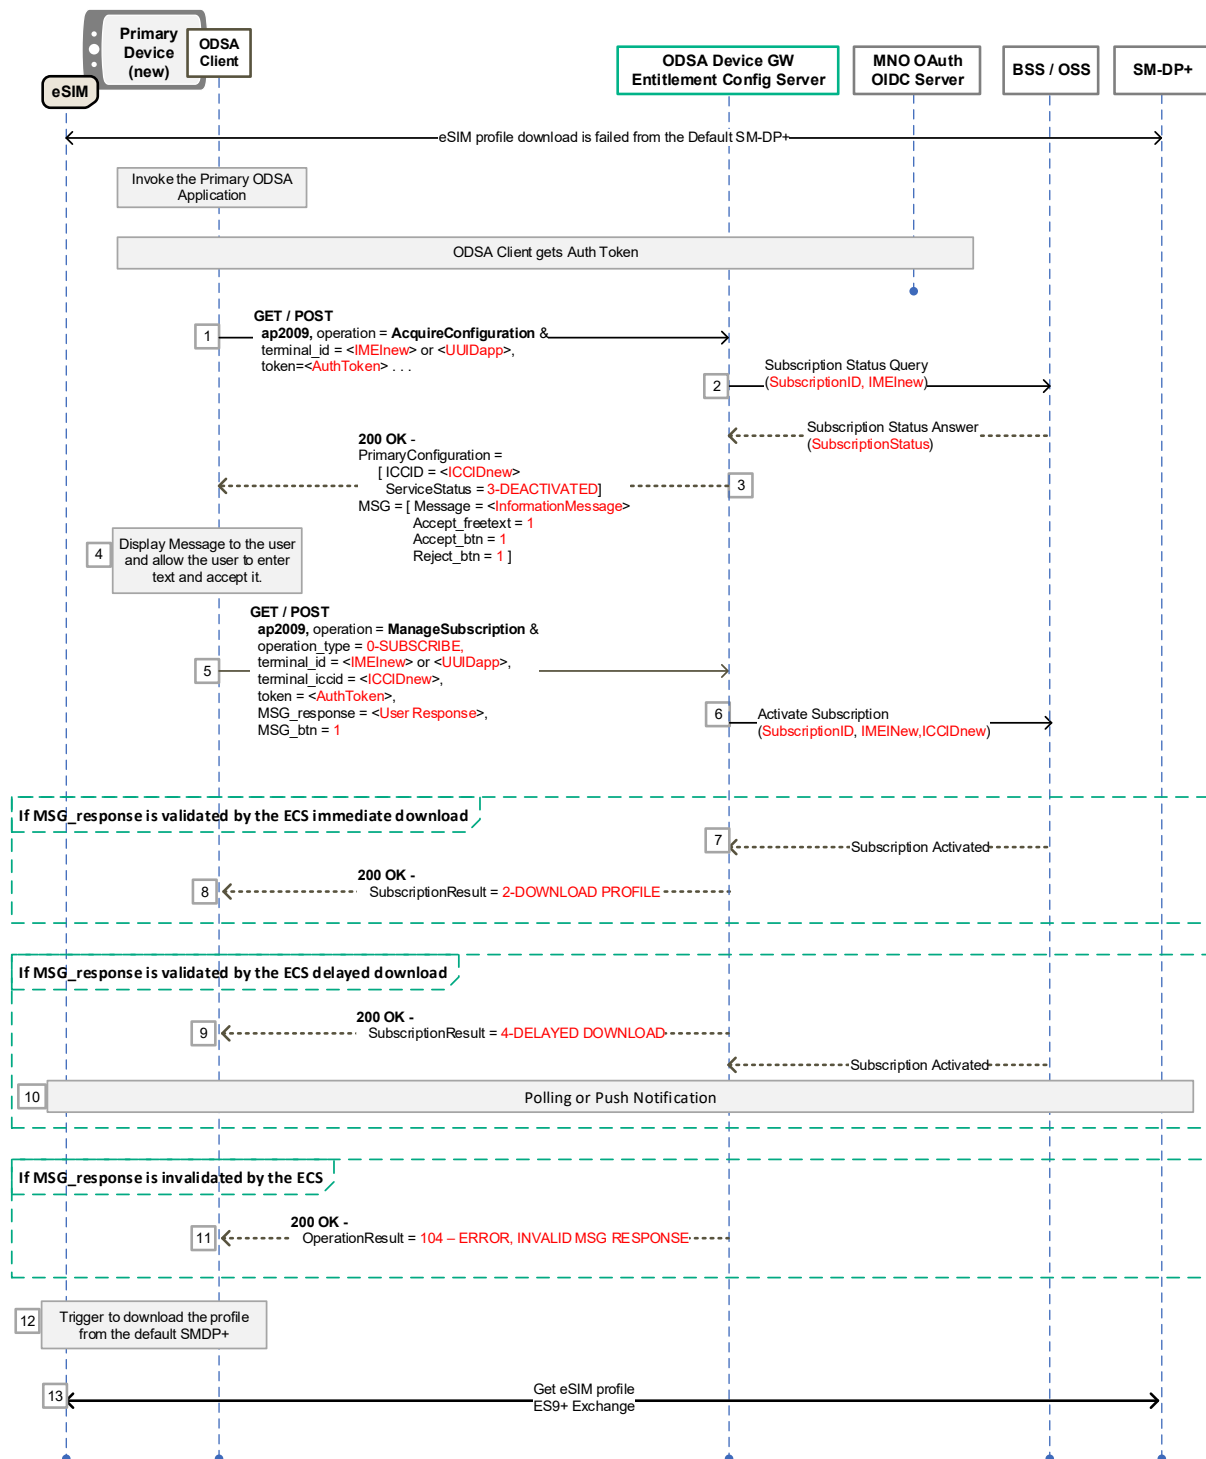 Primary
Device
(new)
ODSA
Client
eSIM
ODSA Device GW
Entitlement Config Server
MNO OAuth
OIDC Server
BSS / OSS
SM-DP+
eSIM profile download is failed from the Default SM-DP+
Invoke the Primary ODSA
Application
ODSA Client gets Auth Token
1
GET / POST
ap2009, operation = AcquireConfiguration &
terminal_id = <IMEInew> or <UUIDapp>,
token=<AuthToken> . . .
2
Subscription Status Query
(SubscriptionID, IMEInew)
Subscription Status Answer
(SubscriptionStatus)
3
200 OK -
PrimaryConfiguration =
[ ICCID = <ICCIDnew>
ServiceStatus = 3-DEACTIVATED]
MSG = [ Message = <InformationMessage>
Accept_freetext = 1
Accept_btn = 1
Reject_btn = 1 ]
4
Display Message to the user
and allow the user to enter
text and accept it.
5
GET / POST
ap2009, operation = ManageSubscription &
operation_type = 0-SUBSCRIBE,
terminal_id = <IMEInew> or <UUIDapp>,
terminal_iccid = <ICCIDnew>,
token = <AuthToken>,
MSG_response = <User Response>,
MSG_btn = 1
6
Activate Subscription
(SubscriptionID, IMEINew,ICCIDnew)
If MSG_response is validated by the ECS immediate download
7
Subscription Activated
8
200 OK -
SubscriptionResult = 2-DOWNLOAD PROFILE
If MSG_response is validated by the ECS delayed download
9
200 OK -
SubscriptionResult = 4-DELAYED DOWNLOAD
Subscription Activated
10
Polling or Push Notification
If MSG_response is invalidated by the ECS
11
200 OK -
OperationResult = 104 – ERROR, INVALID MSG RESPONSE
12
Trigger to download the profile
from the default SMDP+
13
Get eSIM profile
ES9+ Exchange